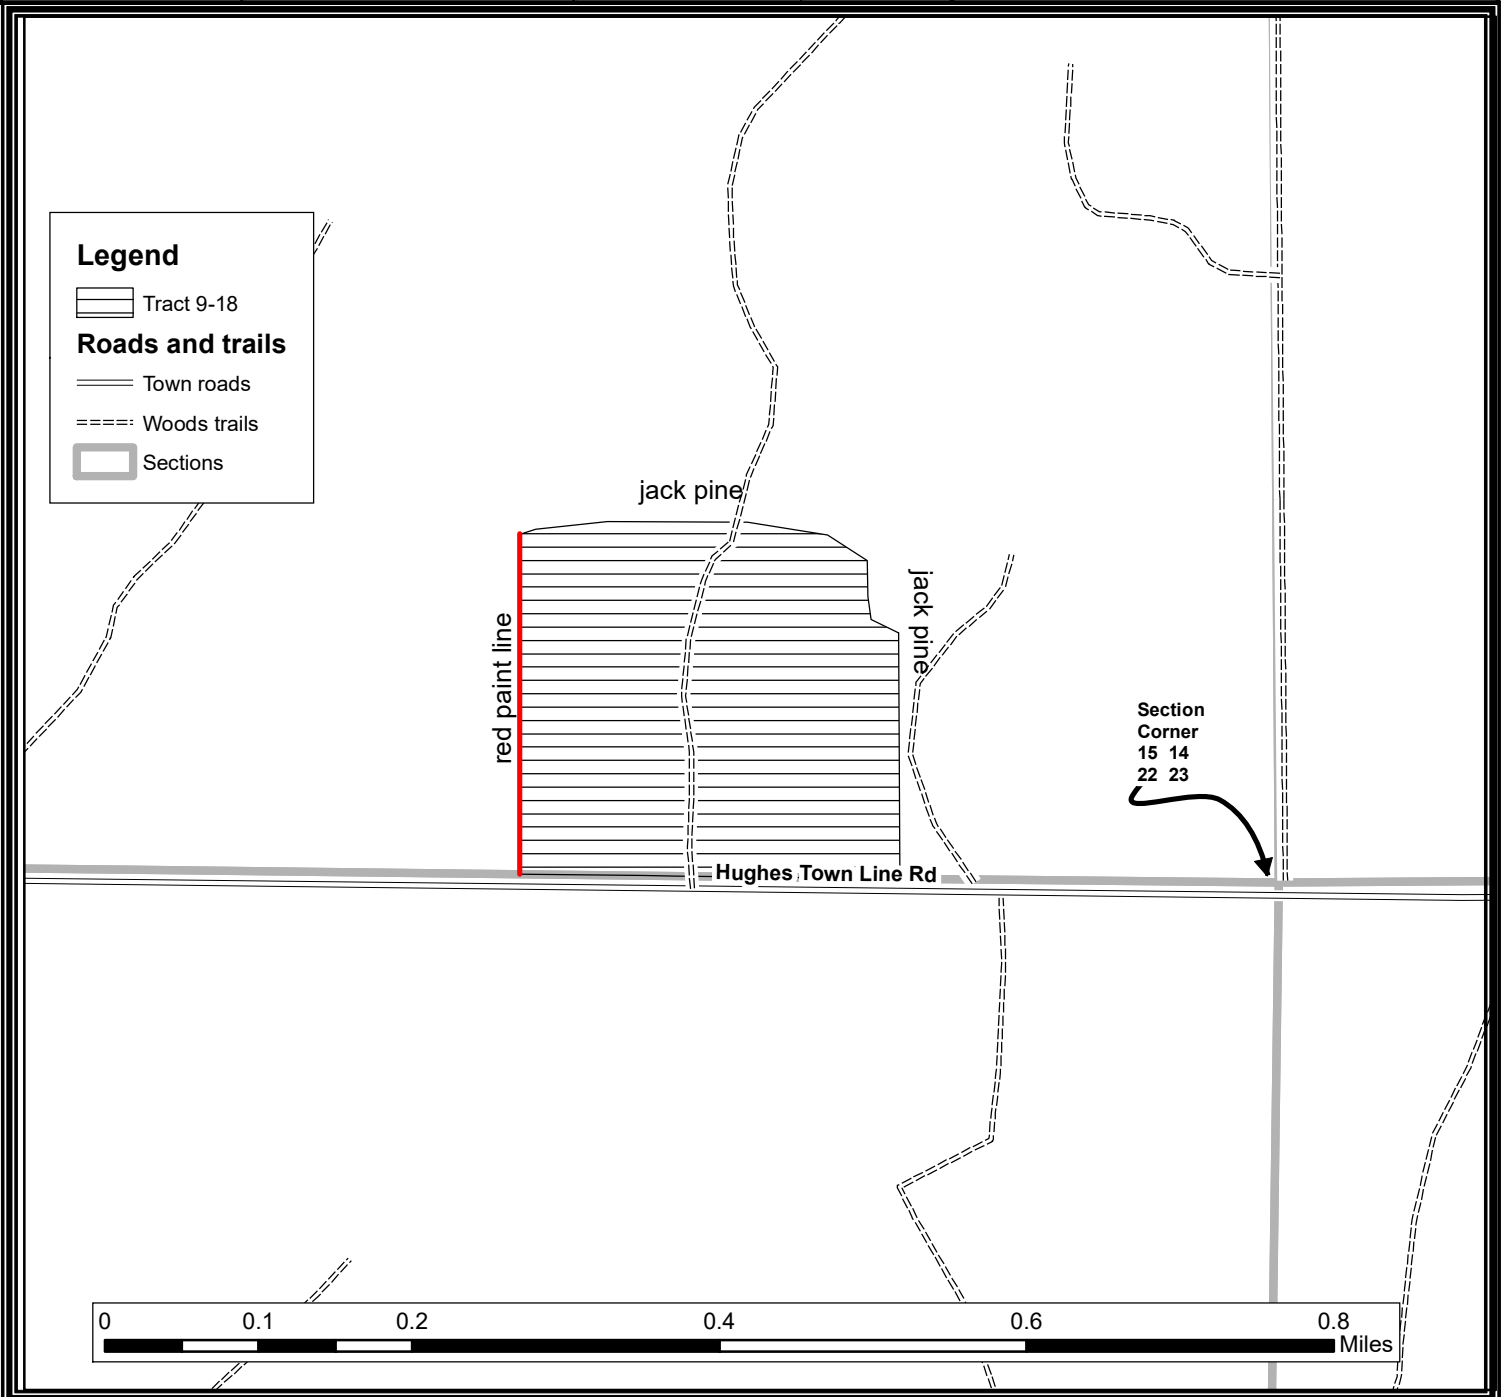 Legend
Tract 9-18
Roads and trails
Town roads
Woods trails
Sections
jack pine
jack pine
red paint line
Section
Corner
15 14
22 23
Hughes Town Line Rd
0 0.1 0.2 0.4 0.6 0.8
Miles